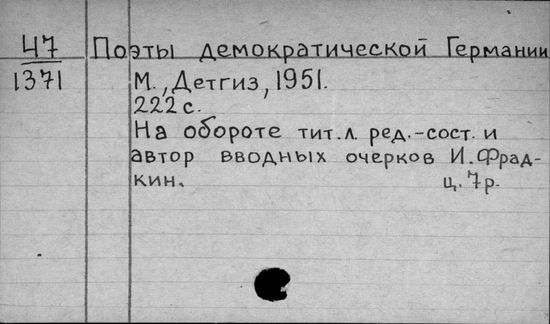 47
1371
Поэты демократической Германии
М., Детгиз, 1951.
222 с.
На обороте тит. л. ред.-сост. и
автор вводных очерков И. Фрад-
кин. ц. 7 р.